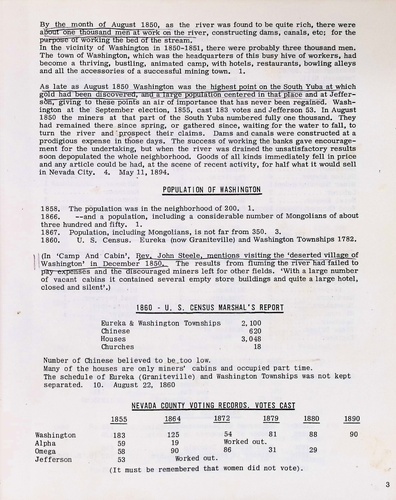 By the month of August 1850, as the river was found to be quite rich, there were
about one thousand men at work on the river, constructing dams, canals, etc; for the
purpose of working the bed of the stream.
In the vicinity of Washington in 1850-1851, there were probably three thousand men.
The town of Washington, which was the headquarters of this busy hive of workers, had
become a thriving, bustling, animated camp, with hotels, restaurants, bowling alleys
and all the accessories of a successful mining town. 1.
As late as August 1850 Washington was the highest point on the South Yuba at which
gold had been discovered, and a large population centered in that place and at Jeffer-
son, giving to these points an air of importance that has never been regained. Wash-
ington at the September election, 1855, cast 183 votes and Jefferson 53. In August
1850 the miners at that part of the South Yuba numbered fully one thousand. They
had remained there since spring, or gathered since, waiting for the water to fall, to
turn the river and prospect their claims. Dams and canals were constructed at a
prodigious expense in those days. The success of working the banks gave encourage-
ment for the undertaking, but when the river was drained the unsatisfactory results
soon depopulated the whole neighborhood. Goods of all kinds immediately fell in price
and any article could be had, at the scene of recent activity, for half what it would sell
in Nevada City. 4. May 11, 1894.
POPULATION OF WASHINGTON
1858. The population was in the neighborhood of 200. 1.
1866. --and a population, including a considerable number of Mongolians of about
three hundred and fifty. 1.
1867. Population, including Mongolians, is not far from 350. 3.
1860. U. S. Census. Eureka (now Graniteville) and Washington Townships 1782.
(In 'Camp And Cabin', Rev. John Steele, mentions visiting the 'deserted village of
Washington' in December 1850. The results from fluming the river had failed to
pay expenses and the discouraged miners left for other fields. 'With a large number
of vacant cabins it contained several empty store buildings and quite a large hotel,
closed and silent'.)
1860 - U. S. CENSUS MARSHAL'S REPORT
Eureka & Washington Townships 2,100
Chinese 620
Houses 3,048
Churches 18
Number of Chinese believed to be too low.
Many of the houses are only miners' cabins and occupied part time.
The schedule of Eureka (Graniteville) and Washington Townships was not kept
separated. 10. August 22, 1860
NEVADA COUNTY VOTING RECORDS. VOTES CAST
1855 1864 1872 1879 1880 1890
Washington 183 125 54 81 88 90
Alpha 59 19 Worked out.
Omega 58 90 86 31 29
Jefferson 53 Worked out.
(It must be remembered that women did not vote).
3